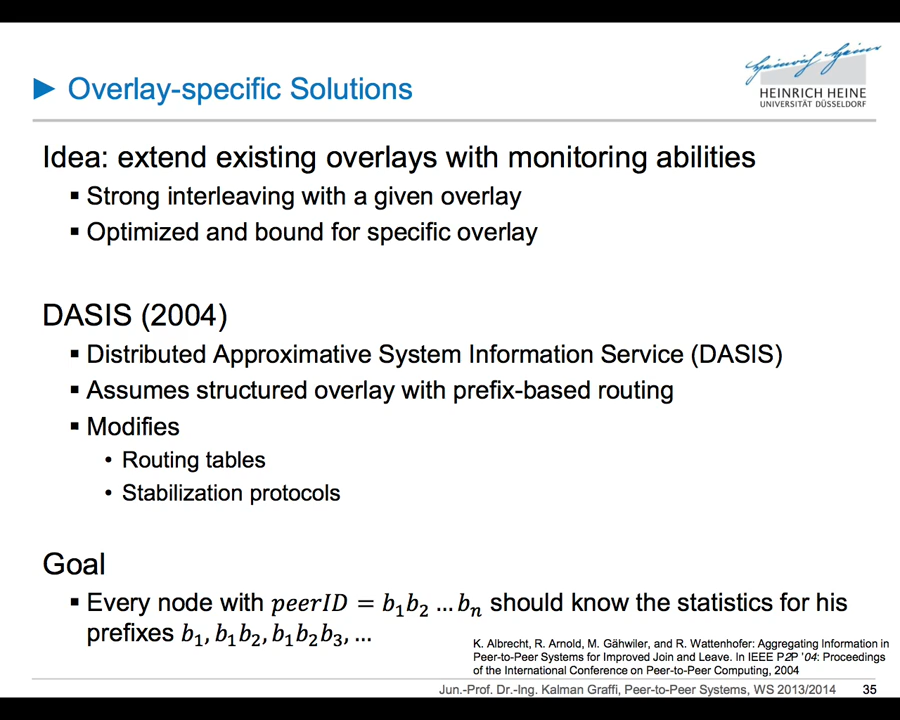 ► Overlay-specific Solutions
Heinrich Heine
HEINRICH HEINE
UNIVERSITÄT DÜSSELDORF
Idea: extend existing overlays with monitoring abilities
▪ Strong interleaving with a given overlay
▪ Optimized and bound for specific overlay
DASIS (2004)
▪ Distributed Approximative System Information Service (DASIS)
▪ Assumes structured overlay with prefix-based routing
▪ Modifies
• Routing tables
• Stabilization protocols
Goal
▪ Every node with peerID = b₁b₂ … bₙ should know the statistics for his
prefixes b₁, b₁b₂, b₁b₂b₃, …
K. Albrecht, R. Arnold, M. Gähwiler, and R. Wattenhofer: Aggregating Information in
Peer-to-Peer Systems for Improved Join and Leave. In IEEE P2P '04: Proceedings
of the International Conference on Peer-to-Peer Computing, 2004
Jun.-Prof. Dr.-Ing. Kalman Graffi, Peer-to-Peer Systems, WS 2013/2014 35